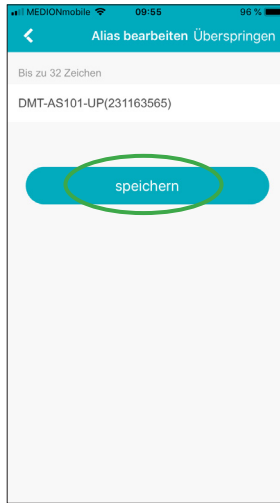 MEDIONmobile 09:55 96 %
Alias bearbeiten Überspringen
Bis zu 32 Zeichen
DMT-AS101-UP(231163565)
speichern